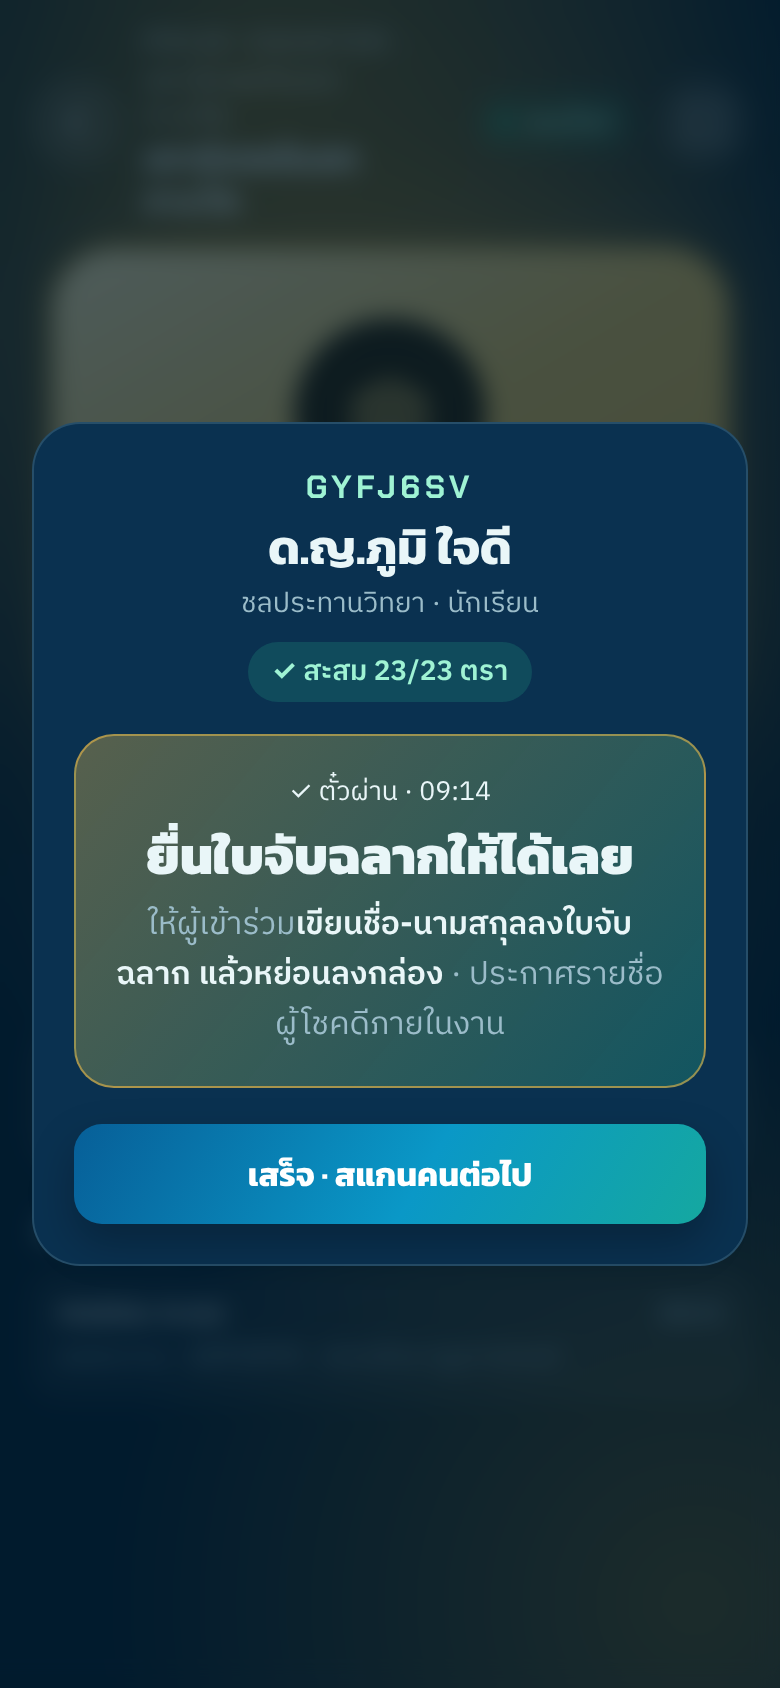 GYFJ6SV
ด.ญ.ภูมิ ใจดี
ชลประทานวิทยา · นักเรียน
✓ สะสม 23/23 ตรา
✓ ตั๋วผ่าน · 09:14
ยื่นใบจับฉลากให้ได้เลย
ให้ผู้เข้าร่วมเขียนชื่อ-นามสกุลลงใบจับ
ฉลาก แล้วหย่อนลงกล่อง · ประกาศรายชื่อ
ผู้โชคดีภายในงาน
เสร็จ · สแกนคนต่อไป